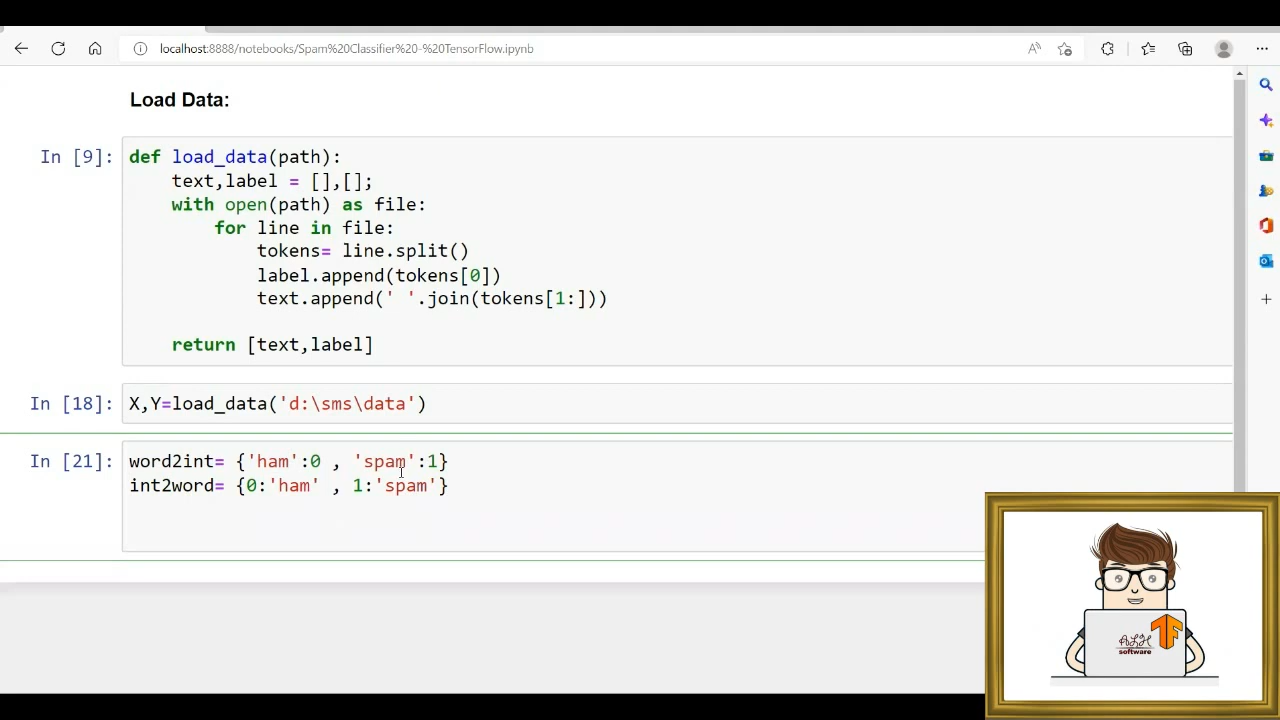 localhost:8888/notebooks/Spam%20Classifier%20-%20TensorFlow.ipynb
Load Data:
In [9]:
def load_data(path):
text,label = [],[];
with open(path) as file:
for line in file:
tokens= line.split()
label.append(tokens[0])
text.append(' '.join(tokens[1:]))
return [text,label]
In [18]:
X,Y=load_data('d:\sms\data')
In [21]:
word2int= {'ham':0 , 'spam':1}
int2word= {0:'ham' , 1:'spam'}
software